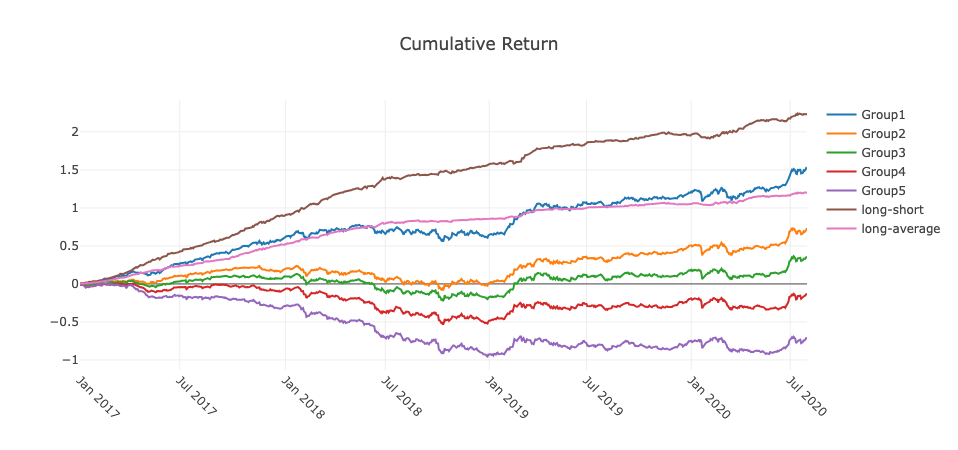 Cumulative Return
2
1.5
1
0.5
0
−0.5
−1
Jan 2017
Jul 2017
Jan 2018
Jul 2018
Jan 2019
Jul 2019
Jan 2020
Jul 2020
Group1
Group2
Group3
Group4
Group5
long-short
long-average